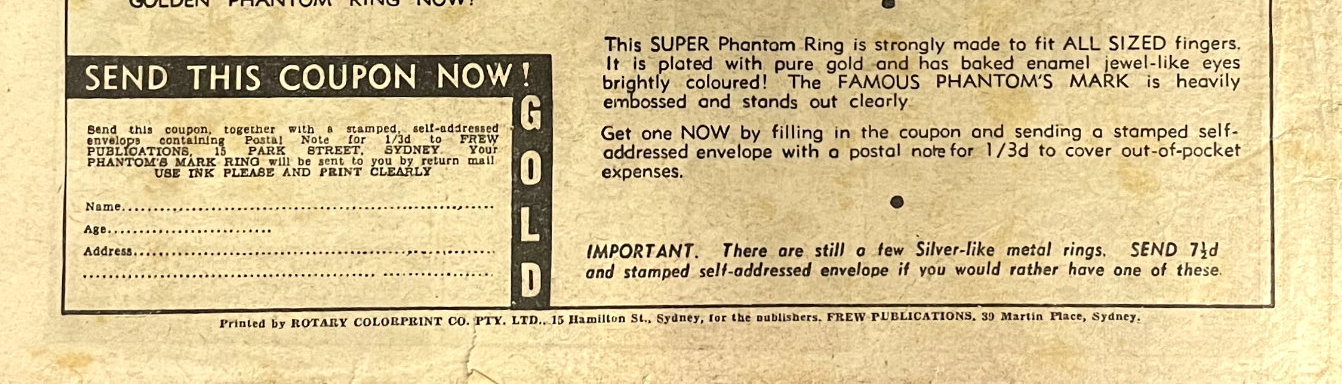 GOLDEN PHANTOM RING NOW!
SEND THIS COUPON NOW!
GOLD
Send this coupon, together with a stamped, self-addressed
envelope containing Postal Note for 1/3d to FREW
PUBLICATIONS, 15 PARK STREET, SYDNEY. Your
PHANTOM'S MARK RING will be sent to you by return mail
USE INK PLEASE AND PRINT CLEARLY
Name
Age
Address
This SUPER Phantom Ring is strongly made to fit ALL SIZED fingers.
It is plated with pure gold and has baked enamel jewel-like eyes
brightly coloured! The FAMOUS PHANTOM'S MARK is heavily
embossed and stands out clearly
Get one NOW by filling in the coupon and sending a stamped self-
addressed envelope with a postal note for 1/3d to cover out-of-pocket
expenses.
IMPORTANT. There are still a few Silver-like metal rings. SEND 7½d
and stamped self-addressed envelope if you would rather have one of these.
Printed by ROTARY COLORPRINT CO. PTY. LTD., 15 Hamilton St., Sydney, for the publishers, FREW PUBLICATIONS, 39 Martin Place, Sydney.